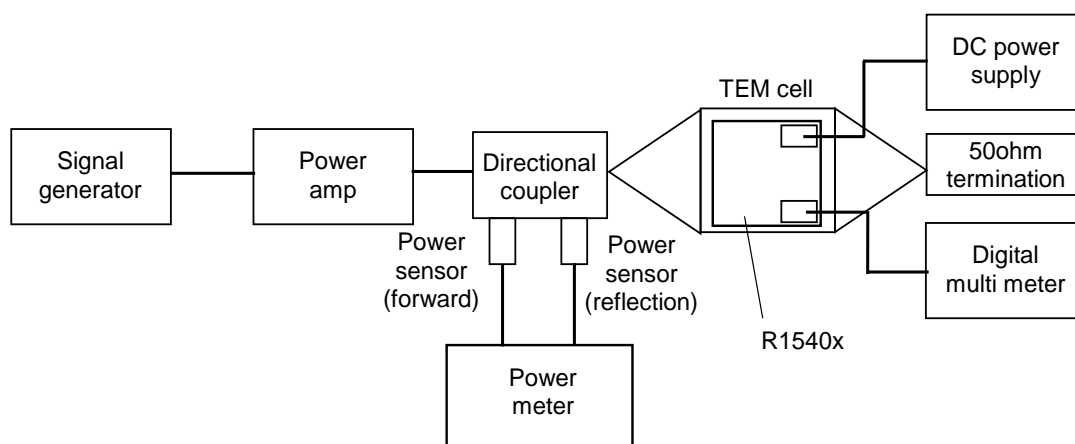 DC power
supply
TEM cell
Signal
generator
Power
amp
Directional
coupler
50ohm
termination
Power
sensor
(forward)
Power
sensor
(reflection)
Digital
multi meter
R1540x
Power
meter